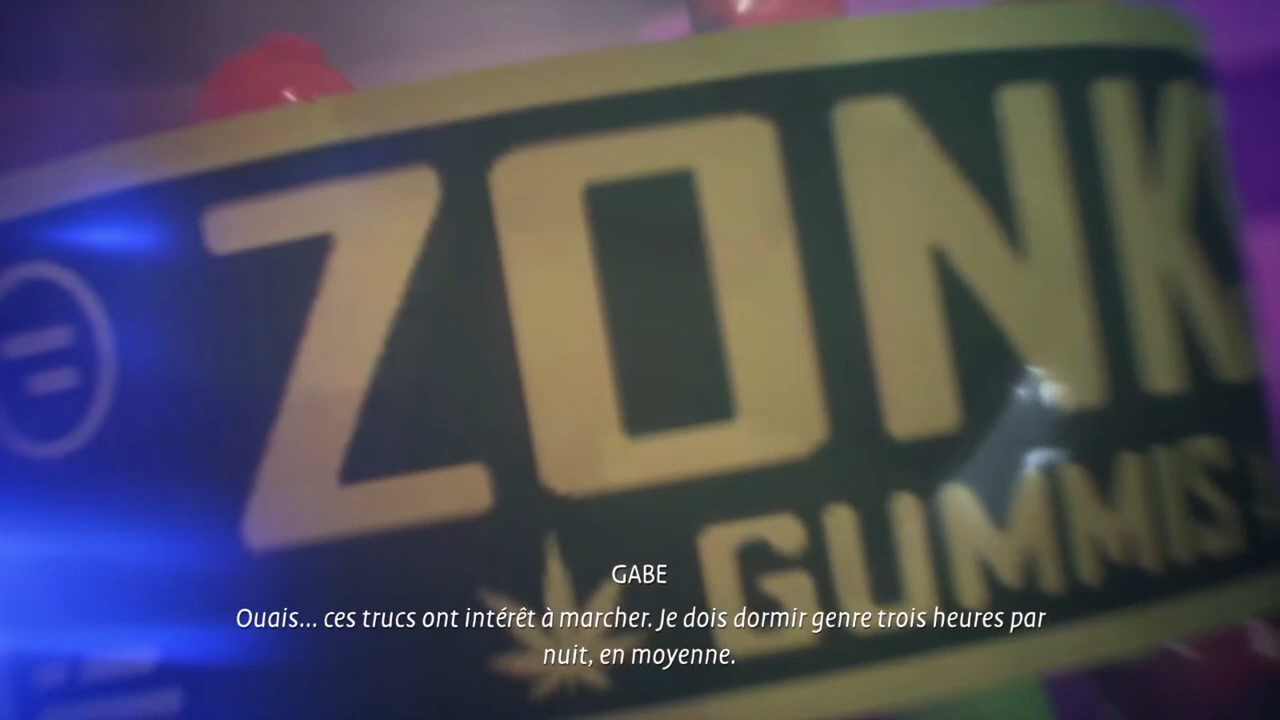 ZONK
GUMMIS
GABE
Ouais... ces trucs ont intérêt à marcher. Je dois dormir genre trois heures par
nuit, en moyenne.